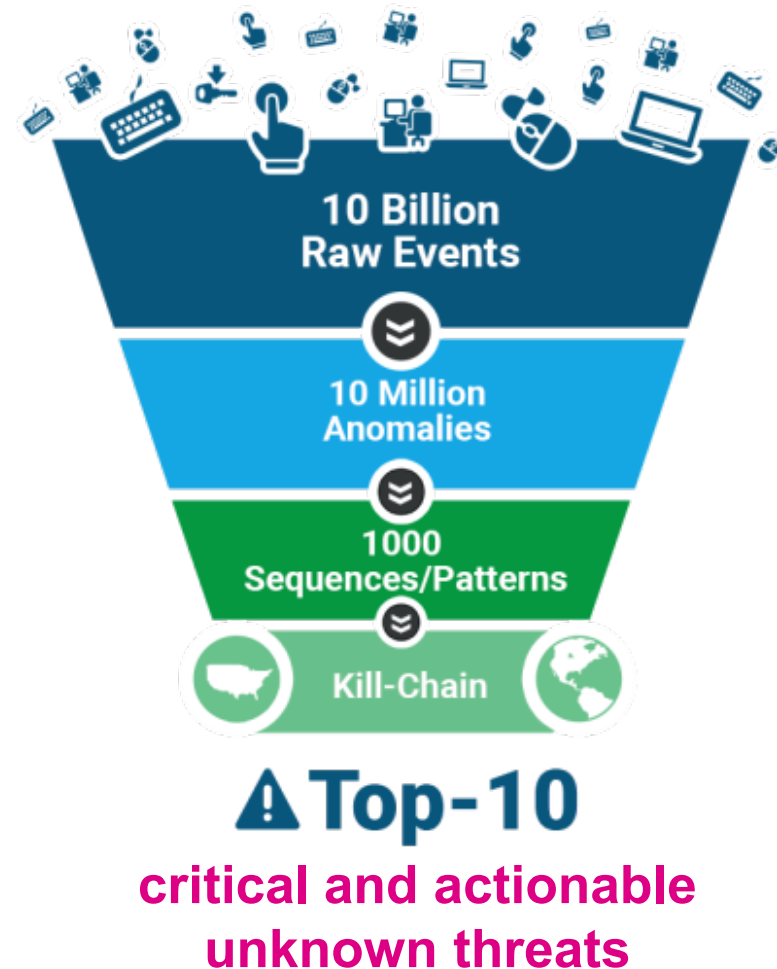 10 Billion
Raw Events
10 Million
Anomalies
1000
Sequences/Patterns
Kill-Chain
Top-10
critical and actionable
unknown threats